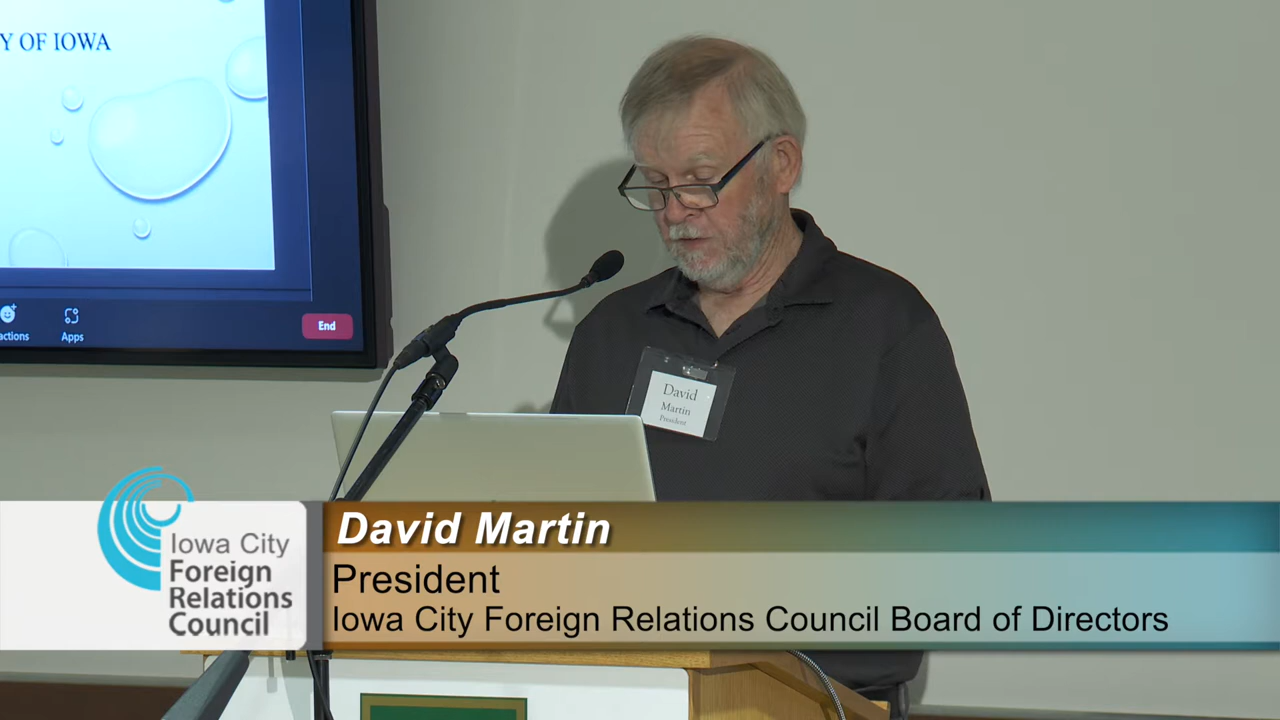 Y OF IOWA
actions
Apps
End
David
Martin
President
David Martin
President
Iowa City Foreign Relations Council Board of Directors
Iowa City
Foreign
Relations
Council